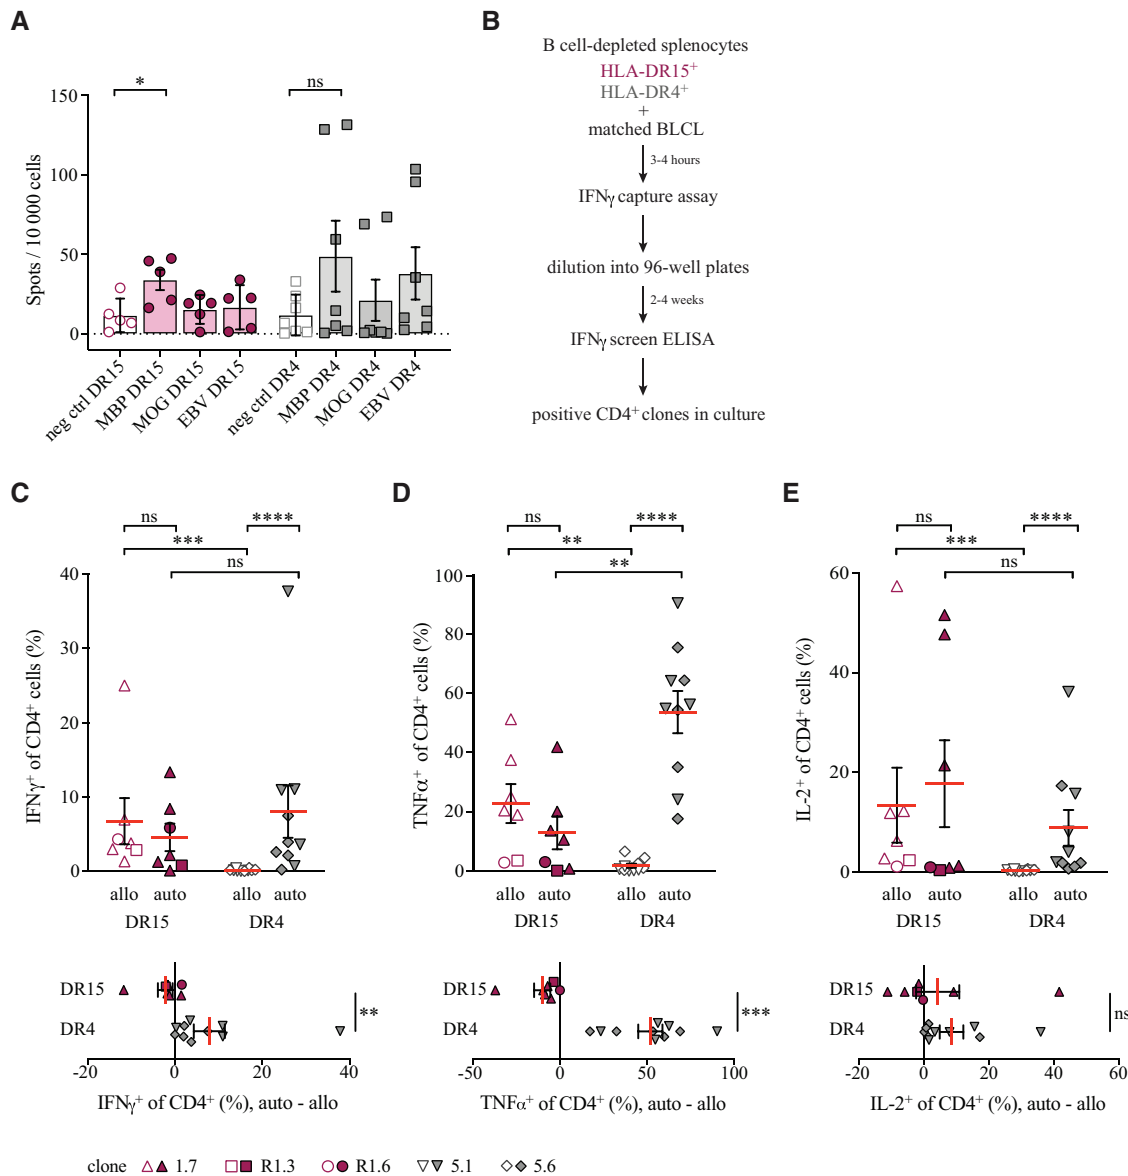 A
*
ns
150
100
50
0
Spots / 10 000 cells
neg ctrl DR15
MBP DR15
MOG DR15
EBV DR15
neg ctrl DR4
MBP DR4
MOG DR4
EBV DR4
B
B cell-depleted splenocytes
HLA-DR15+
HLA-DR4+
+
matched BLCL
3-4 hours
IFNγ capture assay
dilution into 96-well plates
2-4 weeks
IFNγ screen ELISA
positive CD4+ clones in culture
C
ns
****
***
ns
40
30
20
10
0
IFNγ+ of CD4+ cells (%)
allo auto allo auto
DR15 DR4
DR15
DR4
**
-20 0 20 40
IFNγ+ of CD4+ (%), auto - allo
D
ns
****
**
**
100
80
60
40
20
0
TNFα+ of CD4+ cells (%)
allo auto allo auto
DR15 DR4
DR15
DR4
***
-50 0 50 100
TNFα+ of CD4+ (%), auto - allo
E
ns
****
***
ns
60
40
20
0
IL-2+ of CD4+ cells (%)
allo auto allo auto
DR15 DR4
DR15
DR4
ns
-20 0 20 40 60
IL-2+ of CD4+ (%), auto - allo
clone 1.7 R1.3 R1.6 5.1 5.6